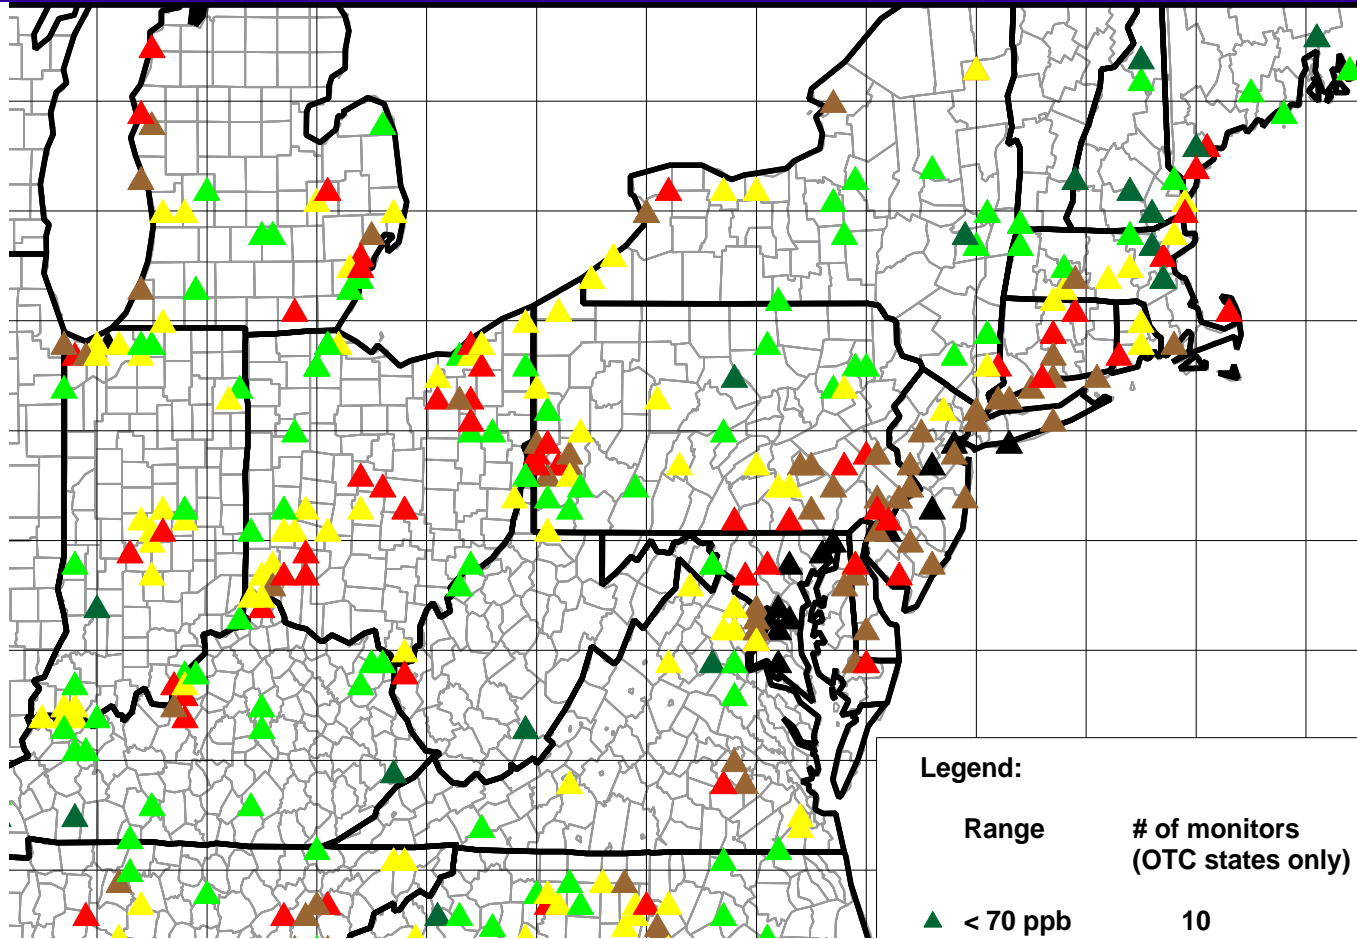 Legend:
Range # of monitors
(OTC states only)
< 70 ppb 10